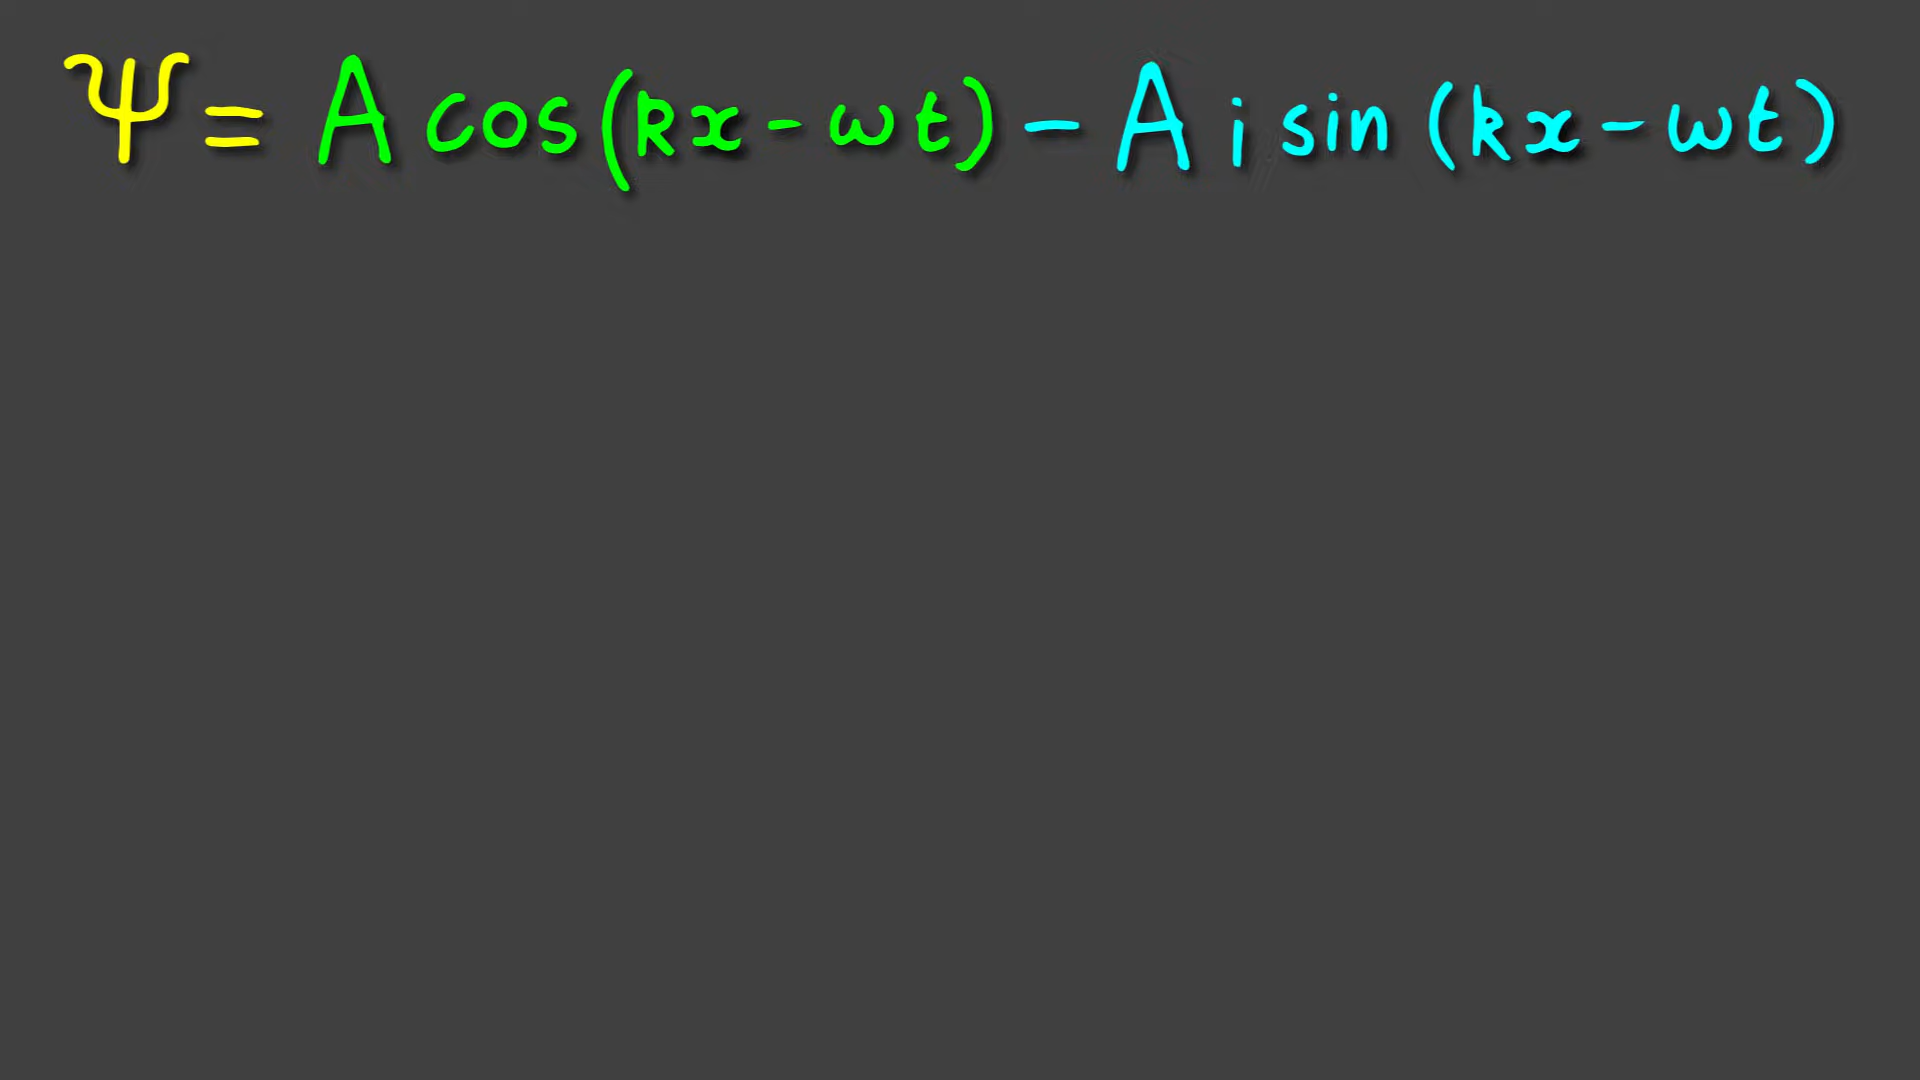 Ψ = A cos(kx - ωt) - A i sin (kx - ωt)